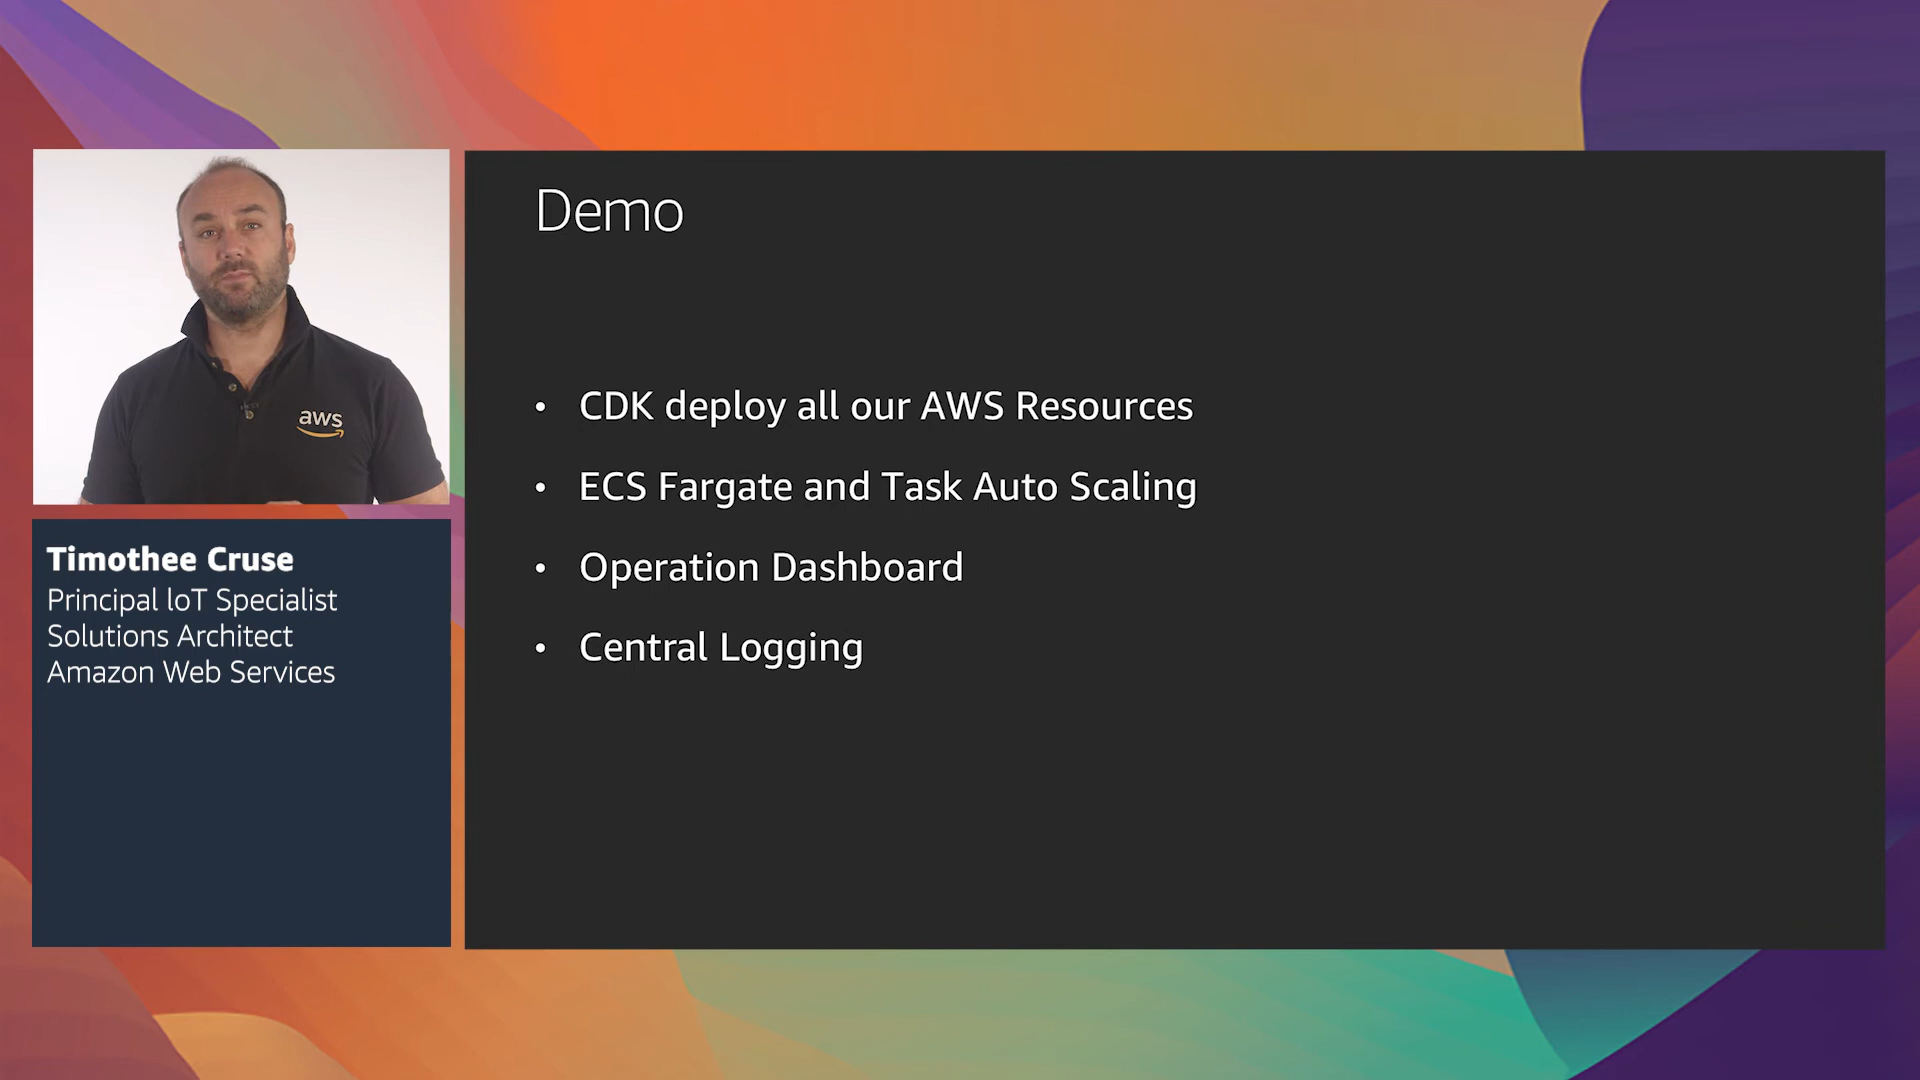 aws
Timothee Cruse
Principal loT Specialist
Solutions Architect
Amazon Web Services
Demo
• CDK deploy all our AWS Resources
• ECS Fargate and Task Auto Scaling
• Operation Dashboard
• Central Logging